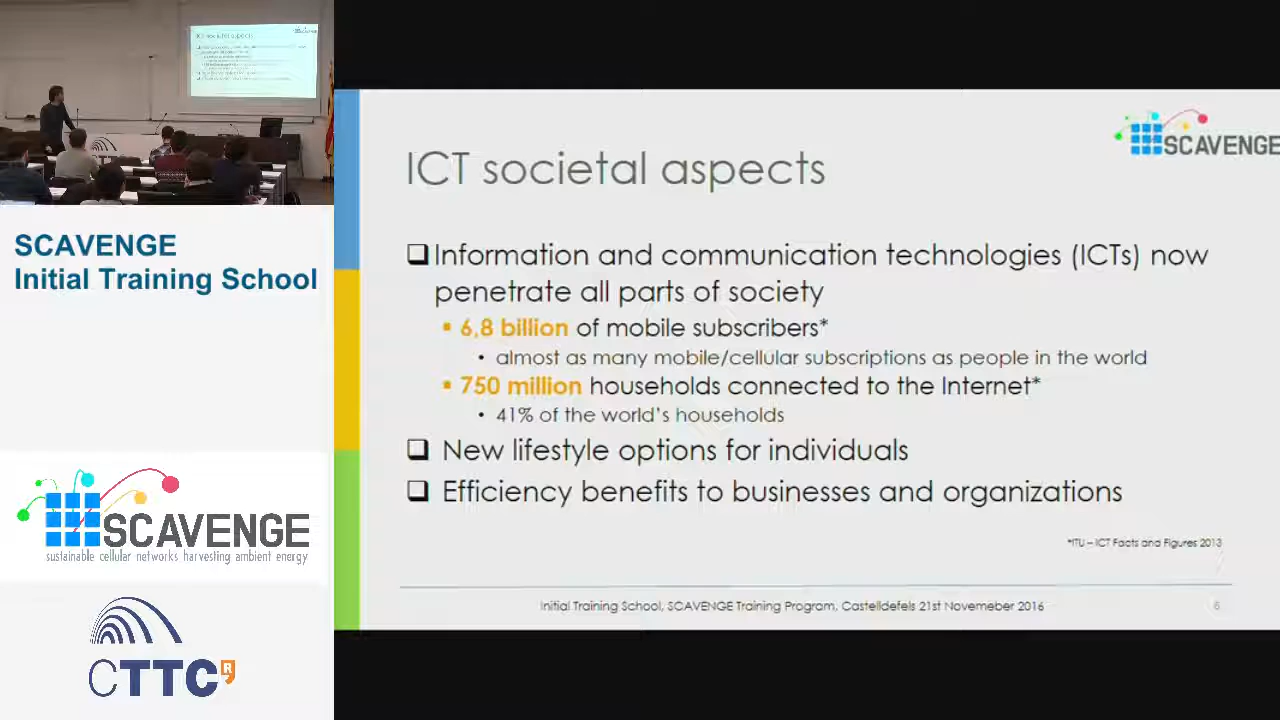 SCAVENGE
Initial Training School
SCAVENGE
sustainable cellular networks harvesting ambient energy
CTTC
R
SCAVENGE
ICT societal aspects
Information and communication technologies (ICTs) now
penetrate all parts of society
6,8 billion of mobile subscribers*
almost as many mobile/cellular subscriptions as people in the world
750 million households connected to the Internet*
41% of the world's households
New lifestyle options for individuals
Efficiency benefits to businesses and organizations
*ITU – ICT Facts and Figures 2013
Initial Training School, SCAVENGE Training Program, Castelldefels 21st Novemeber 2016
6
ICT societal aspects